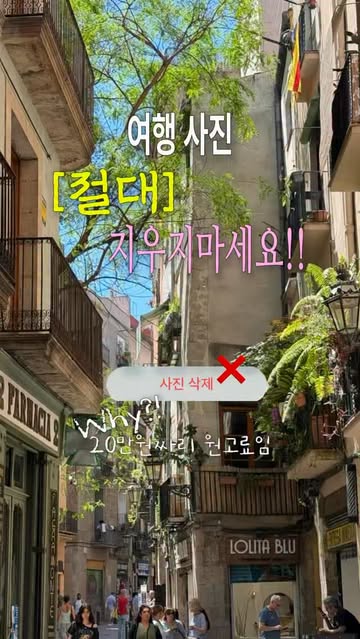 여행 사진
[절대]
지우지마세요!!
사진 삭제
Why?!
20만원짜리 원고료임
FARMACIA
LOLITA BLU